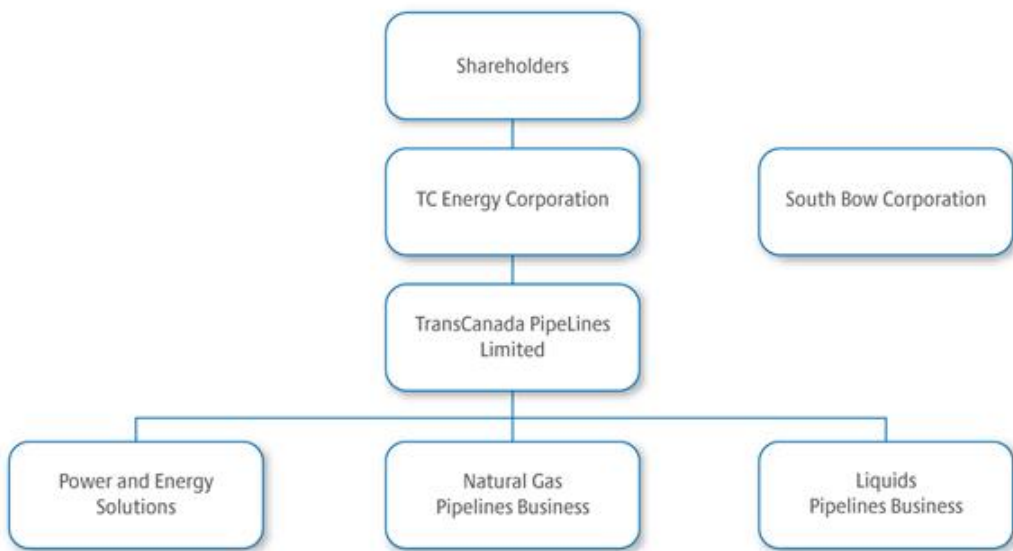 Shareholders
TC Energy Corporation
South Bow Corporation
TransCanada PipeLines
Limited
Power and Energy
Solutions
Natural Gas
Pipelines Business
Liquids
Pipelines Business